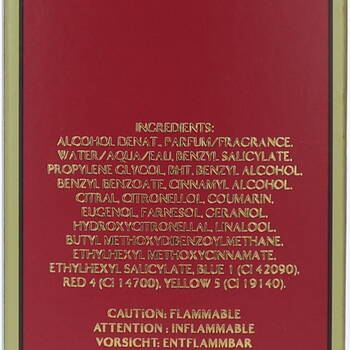 INGREDIENTS:
ALCOHOL DENAT., PARFUM/FRAGRANCE,
WATER/AQUA/EAU, BENZYL SALICYLATE,
PROPYLENE GLYCOL, BHT, BENZYL ALCOHOL,
BENZYL BENZOATE, CINNAMYL ALCOHOL,
CITRAL, CITRONELLOL, COUMARIN,
EUGENOL, FARNESOL, GERANIOL,
HYDROXYCITRONELLAL, LINALOOL,
BUTYL METHOXYDIBENZOYLMETHANE,
ETHYLHEXYL METHOXYCINNAMATE,
ETHYLHEXYL SALICYLATE, BLUE 1 (CI 42090),
RED 4 (CI 14700), YELLOW 5 (CI 19140).
CAUTION: FLAMMABLE
ATTENTION : INFLAMMABLE
VORSICHT: ENTFLAMMBAR